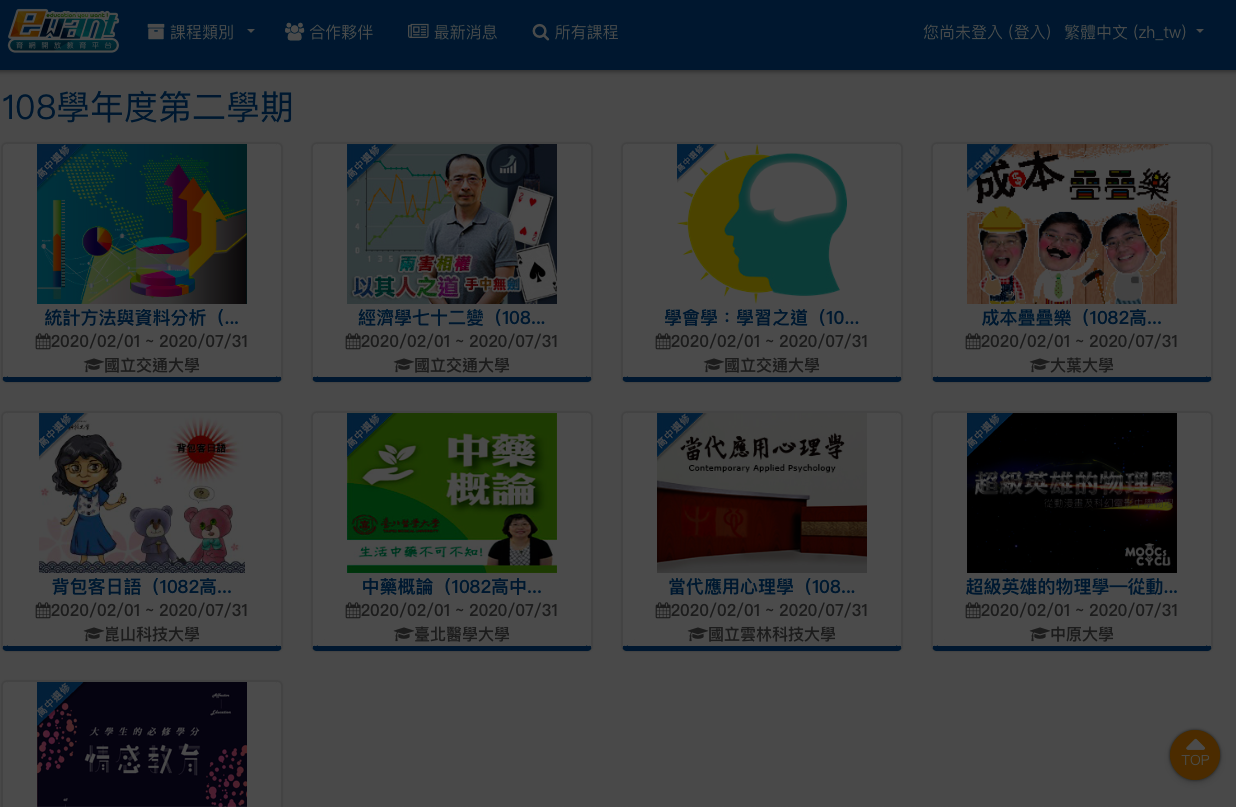 ewant
育網開放教育平台
課程類別
合作夥伴
最新消息
所有課程
您尚未登入 (登入)
繁體中文 (zh_tw)
108學年度第二學期
高中選修
統計方法與資料分析（...
2020/02/01 ~ 2020/07/31
國立交通大學
高中選修
兩害相權
以其人之道 手中無劍
經濟學七十二變（108...
2020/02/01 ~ 2020/07/31
國立交通大學
高中選修
學會學：學習之道（10...
2020/02/01 ~ 2020/07/31
國立交通大學
高中選修
成本疊疊樂
成本疊疊樂（1082高...
2020/02/01 ~ 2020/07/31
大葉大學
高中選修
背包客日語
背包客日語（1082高...
2020/02/01 ~ 2020/07/31
崑山科技大學
高中選修
中藥
概論
臺北醫學大學
生活中藥不可不知!
中藥概論（1082高中...
2020/02/01 ~ 2020/07/31
臺北醫學大學
高中選修
當代應用心理學
Contemporary Applied Psychology
當代應用心理學（108...
2020/02/01 ~ 2020/07/31
國立雲林科技大學
高中選修
超級英雄的物理學
MOOCs
CYCU
超級英雄的物理學—從動...
2020/02/01 ~ 2020/07/31
中原大學
高中選修
大學生的必修學分
情感教育
TOP